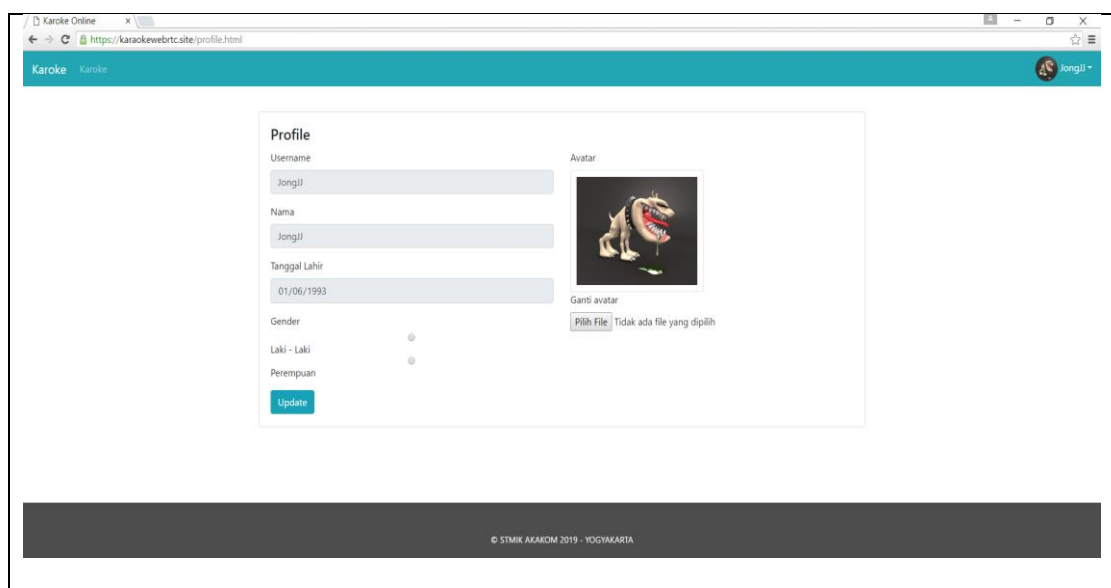 Karoke Online
https://karaokewebrtc.site/profile.html
Karoke Karoke JongJJ
Profile
Username
JongJJ
Nama
JongJJ
Tanggal Lahir
01/06/1993
Gender
Laki - Laki
Perempuan
Update
Avatar
Ganti avatar
Pilih File Tidak ada file yang dipilih
© STMIK AKAKOM 2019 - YOGYAKARTA